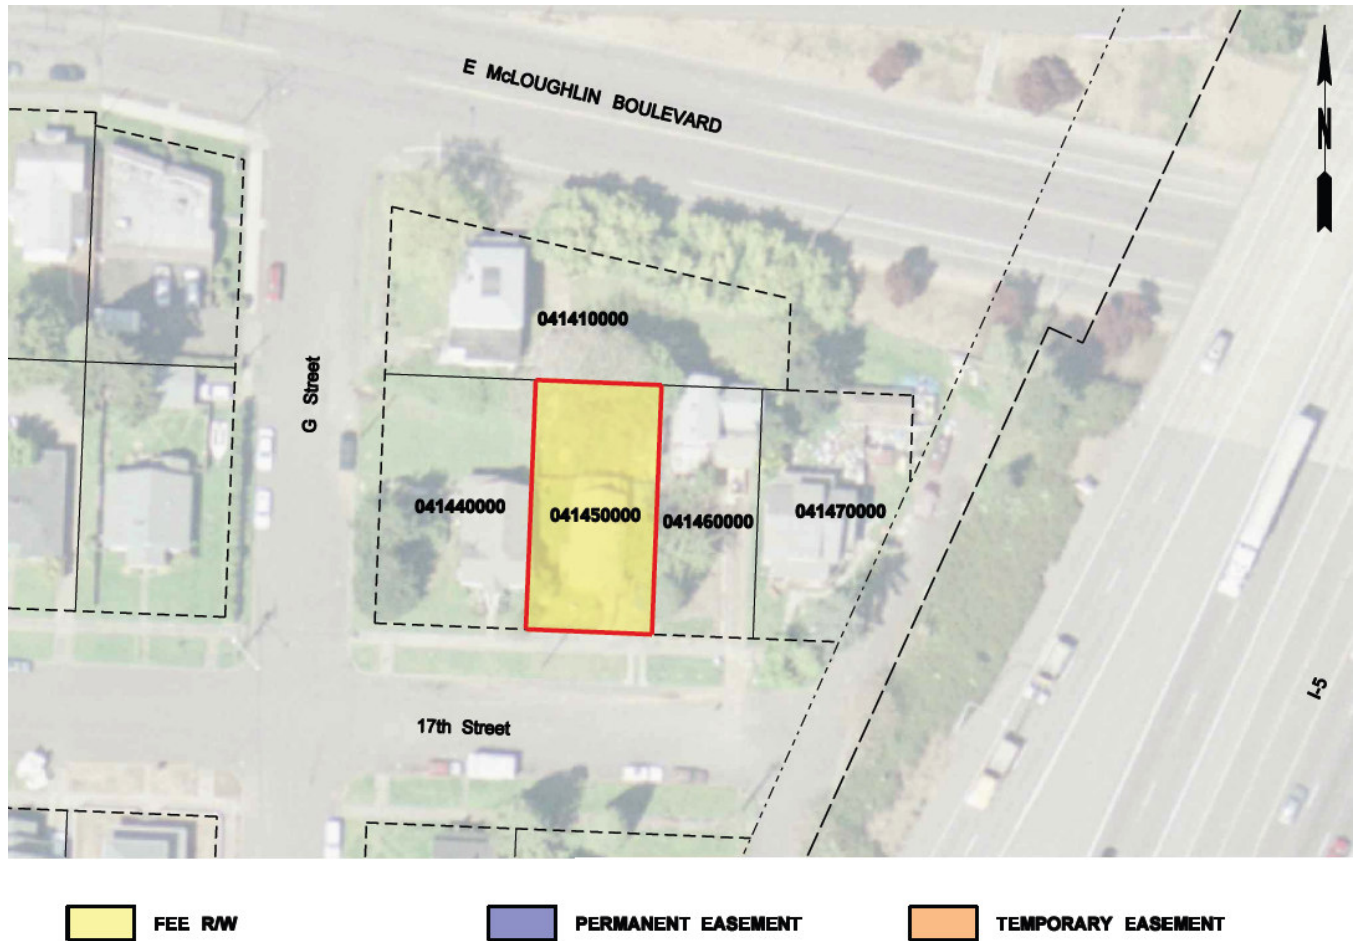 E McLOUGHLIN BOULEVARD
N
041410000
G Street
041440000
041450000
041460000
041470000
I-5
17th Street
FEE R/W
PERMANENT EASEMENT
TEMPORARY EASEMENT